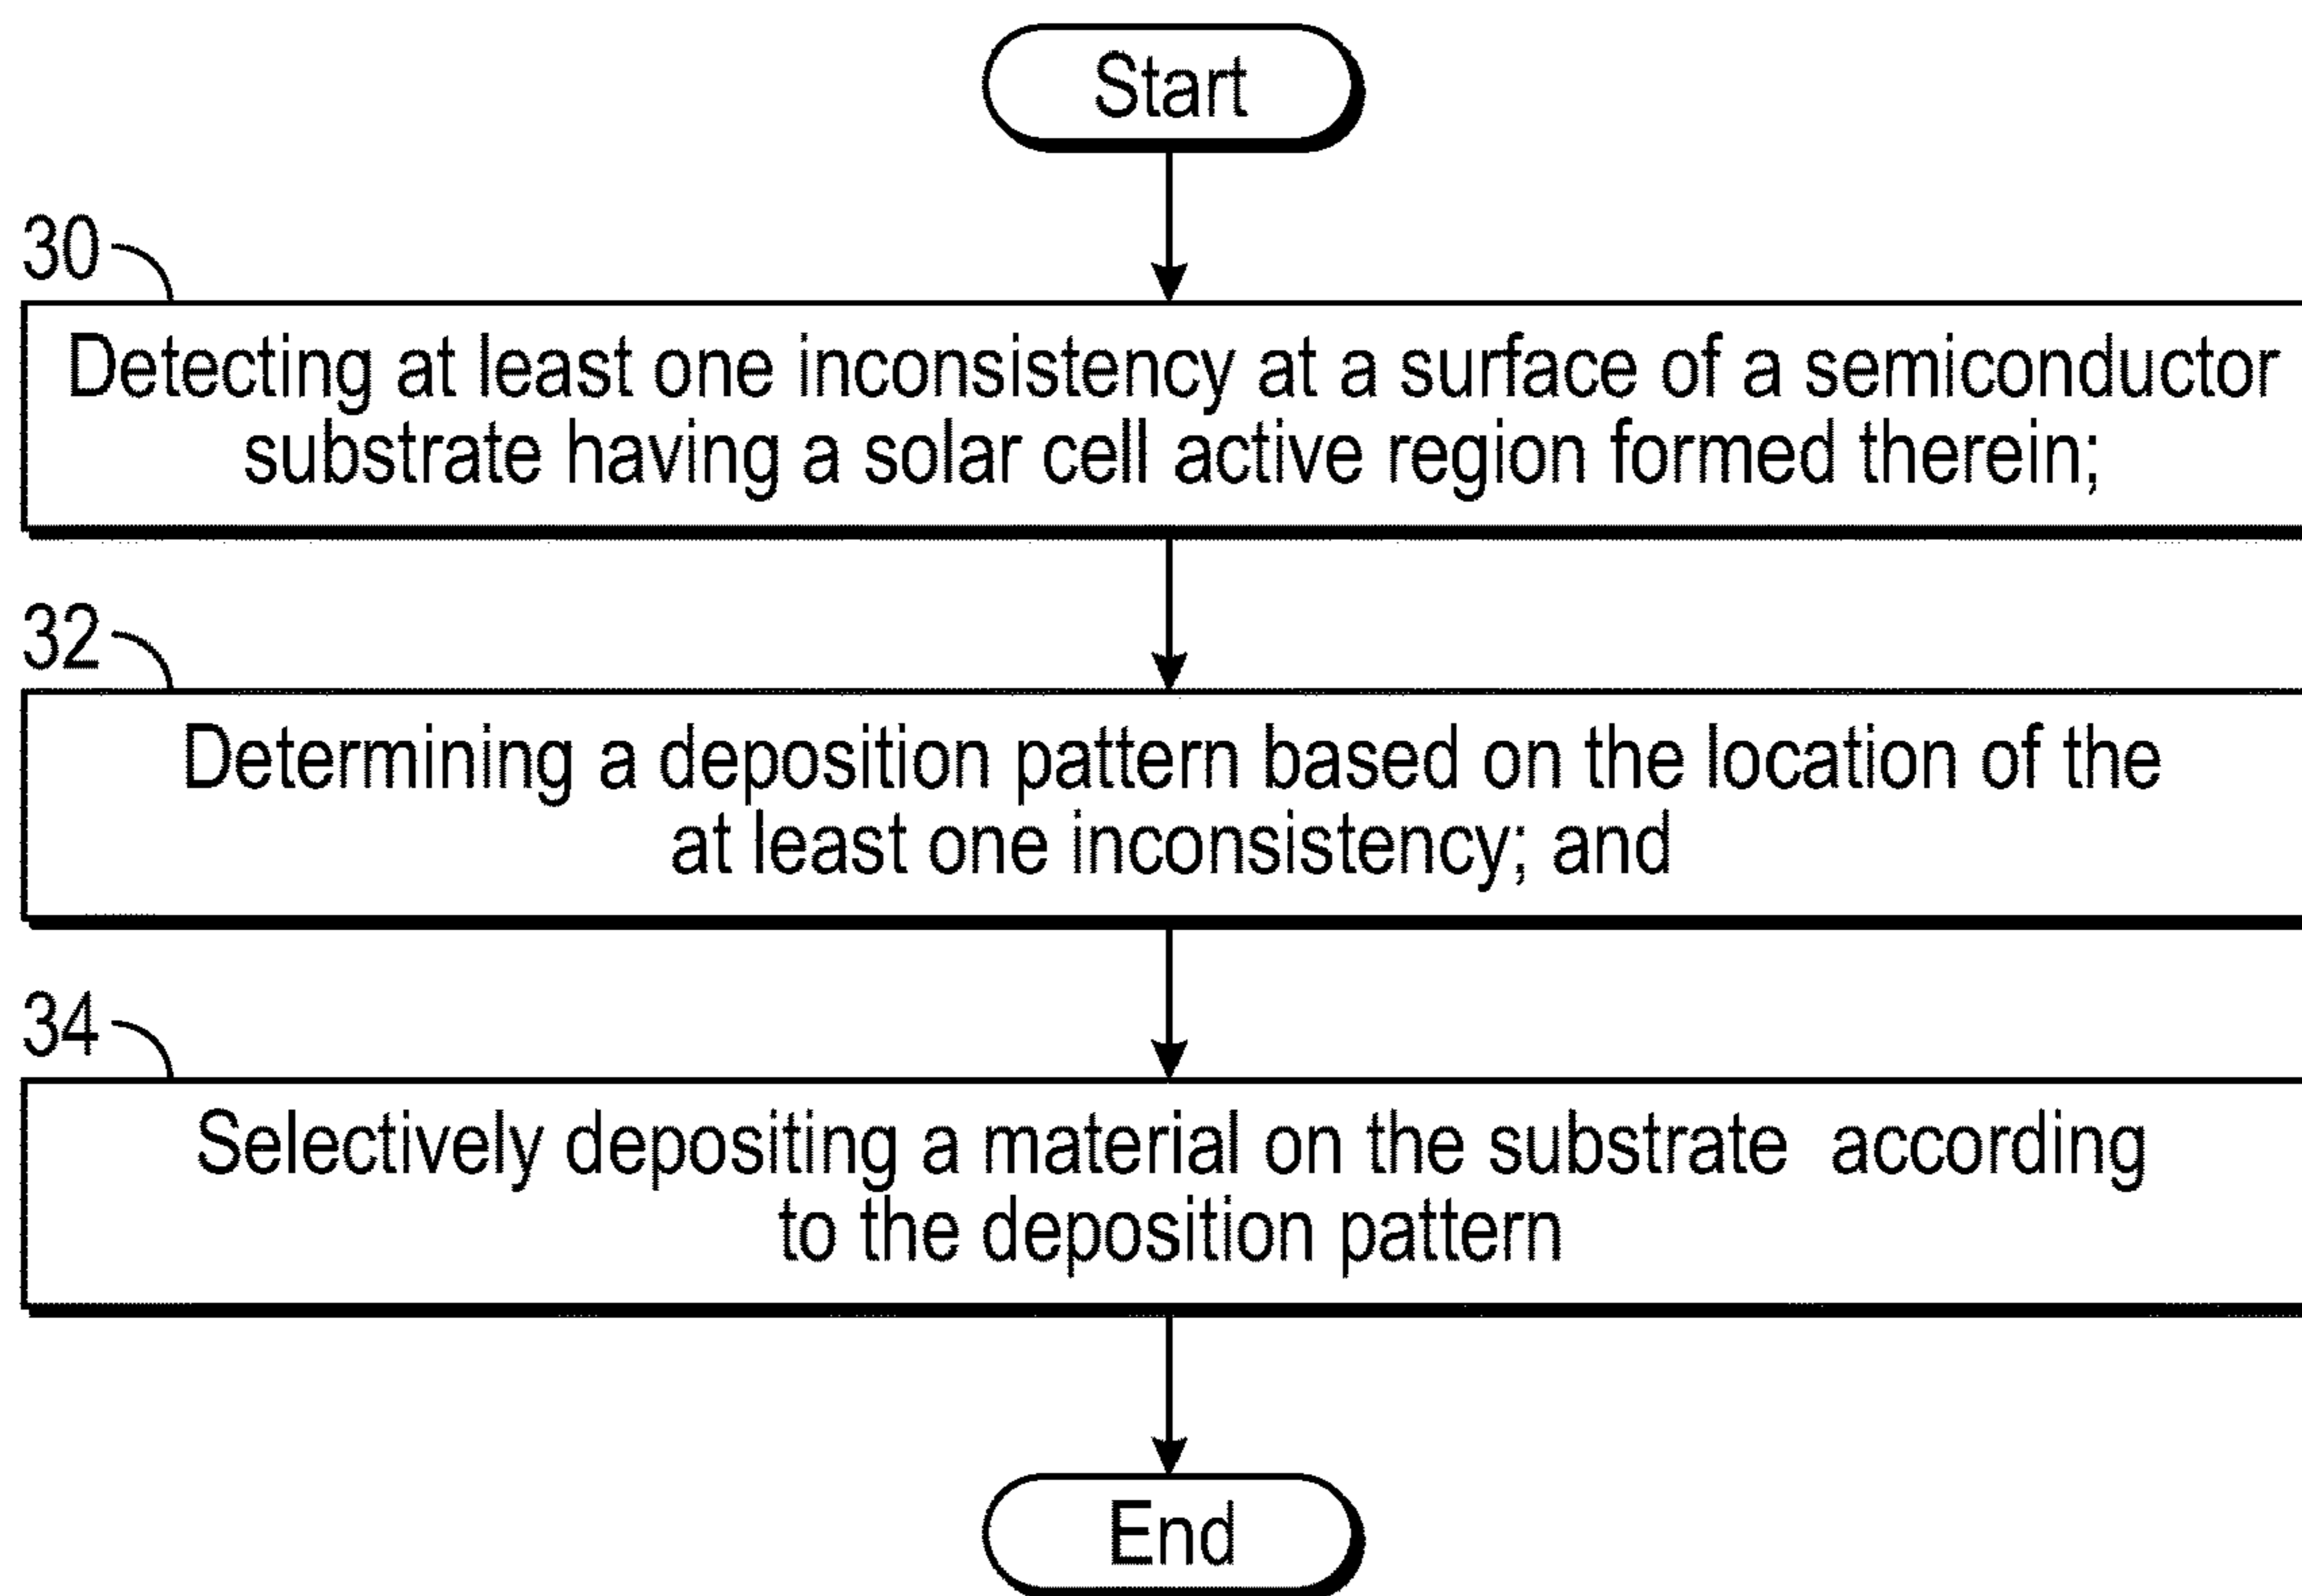 Start
30
Detecting at least one inconsistency at a surface of a semiconductor
substrate having a solar cell active region formed therein;
32
Determining a deposition pattern based on the location of the
at least one inconsistency; and
34
Selectively depositing a material on the substrate according
to the deposition pattern
End